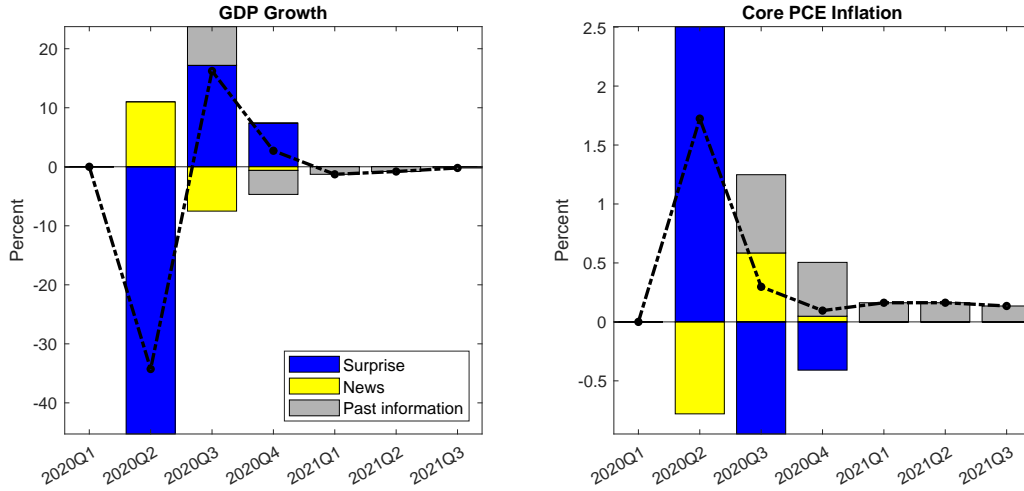 GDP Growth
Percent
20
10
0
-10
-20
-30
-40
2020Q1
2020Q2
2020Q3
2020Q4
2021Q1
2021Q2
2021Q3
Surprise
News
Past information
Core PCE Inflation
Percent
2.5
2
1.5
1
0.5
0
-0.5
2020Q1
2020Q2
2020Q3
2020Q4
2021Q1
2021Q2
2021Q3